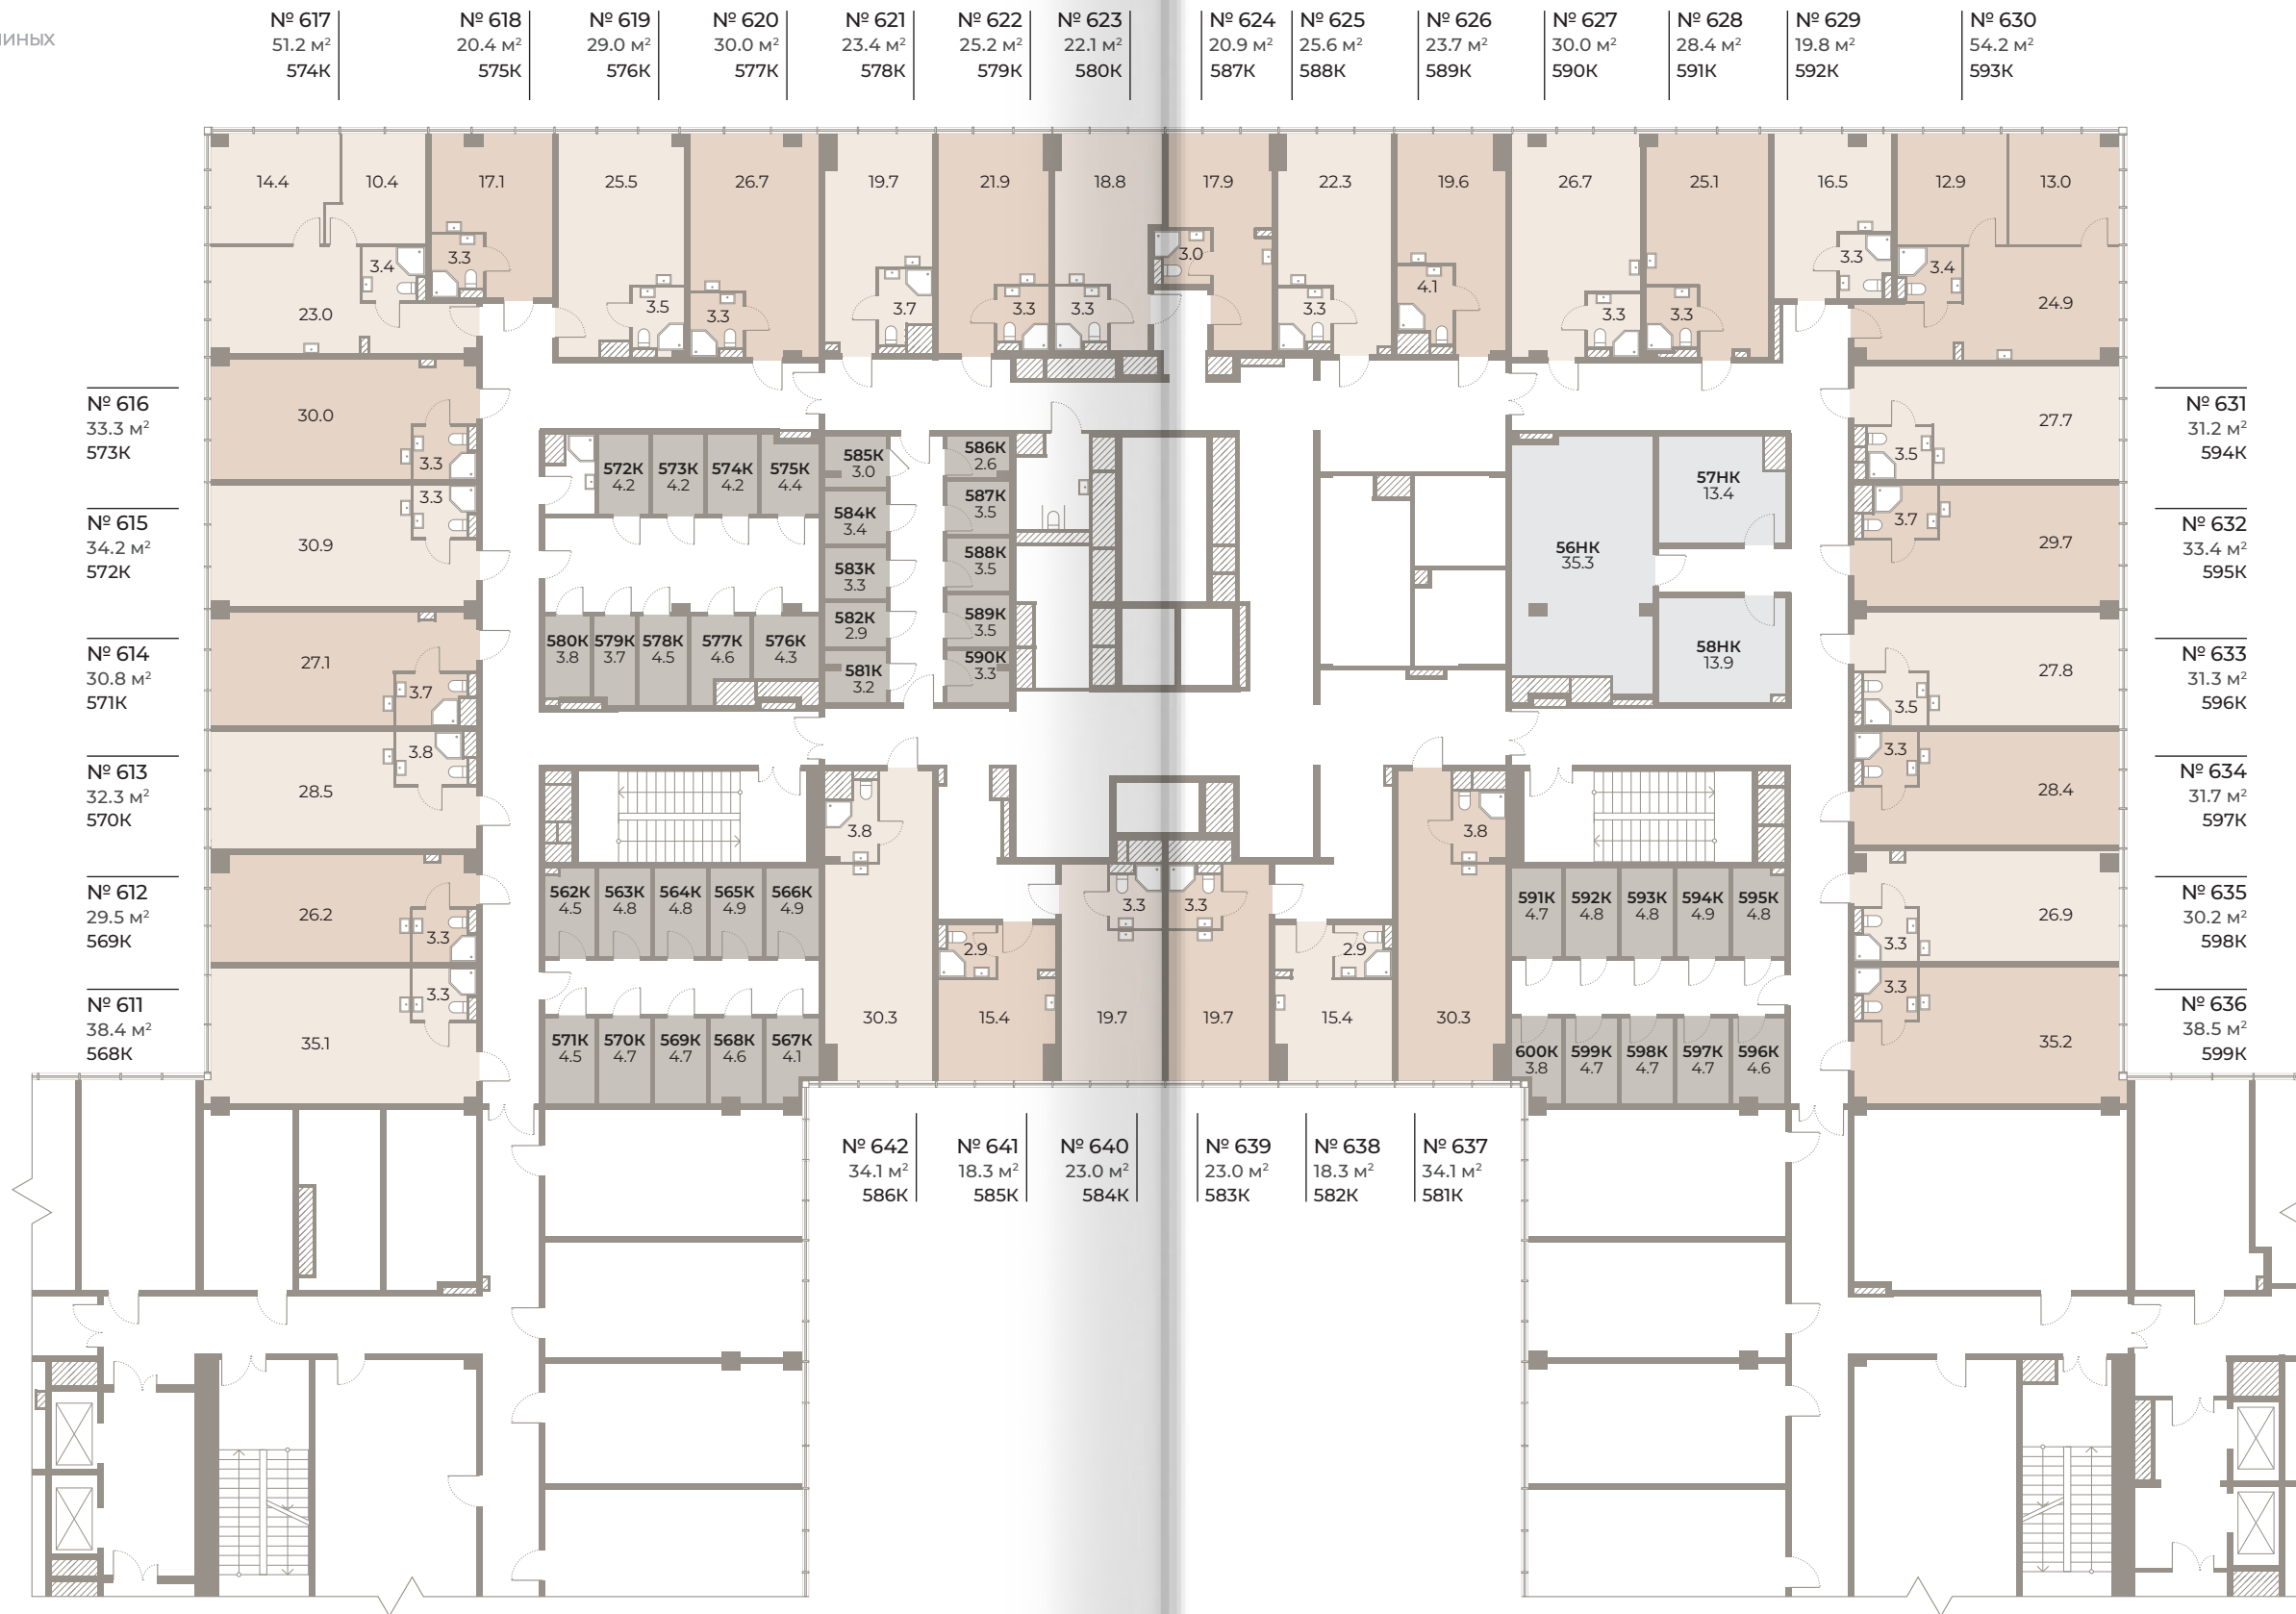 № 617
51.2 м²
574К
№ 618
20.4 м²
575К
№ 619
29.0 м²
576К
№ 620
30.0 м²
577К
№ 621
23.4 м²
578К
№ 622
25.2 м²
579К
№ 623
22.1 м²
580К
№ 624
20.9 м²
587К
№ 625
25.6 м²
588К
№ 626
23.7 м²
589К
№ 627
30.0 м²
590К
№ 628
28.4 м²
591К
№ 629
19.8 м²
592К
№ 630
54.2 м²
593К
14.4
10.4
17.1
25.5
26.7
19.7
21.9
18.8
17.9
22.3
19.6
26.7
25.1
16.5
12.9
13.0
3.4
3.3
3.5
3.3
3.7
3.3
3.3
3.0
3.3
4.1
3.3
3.3
3.3
3.4
23.0
24.9
№ 616
33.3 м²
573К
30.0
3.3
№ 615
34.2 м²
572К
30.9
3.3
№ 614
30.8 м²
571К
27.1
3.7
№ 613
32.3 м²
570К
28.5
3.8
№ 612
29.5 м²
569К
26.2
3.3
№ 611
38.4 м²
568К
35.1
3.3
572К
4.2
573К
4.2
574К
4.2
575К
4.4
580К
3.8
579К
3.7
578К
4.5
577К
4.6
576К
4.3
585К
3.0
584К
3.4
583К
3.3
582К
2.9
581К
3.2
586К
2.6
587К
3.5
588К
3.5
589К
3.5
590К
3.3
56НК
35.3
57НК
13.4
58НК
13.9
27.7
3.5
№ 631
31.2 м²
594К
29.7
3.7
№ 632
33.4 м²
595К
27.8
3.5
№ 633
31.3 м²
596К
28.4
3.3
№ 634
31.7 м²
597К
26.9
3.3
№ 635
30.2 м²
598К
35.2
3.3
№ 636
38.5 м²
599К
562К
4.5
563К
4.8
564К
4.8
565К
4.9
566К
4.9
571К
4.5
570К
4.7
569К
4.7
568К
4.6
567К
4.1
3.8
30.3
2.9
15.4
3.3
19.7
3.3
19.7
2.9
15.4
3.8
30.3
591К
4.7
592К
4.8
593К
4.8
594К
4.9
595К
4.8
600К
3.8
599К
4.7
598К
4.7
597К
4.7
596К
4.6
№ 642
34.1 м²
586К
№ 641
18.3 м²
585К
№ 640
23.0 м²
584К
№ 639
23.0 м²
583К
№ 638
18.3 м²
582К
№ 637
34.1 м²
581К